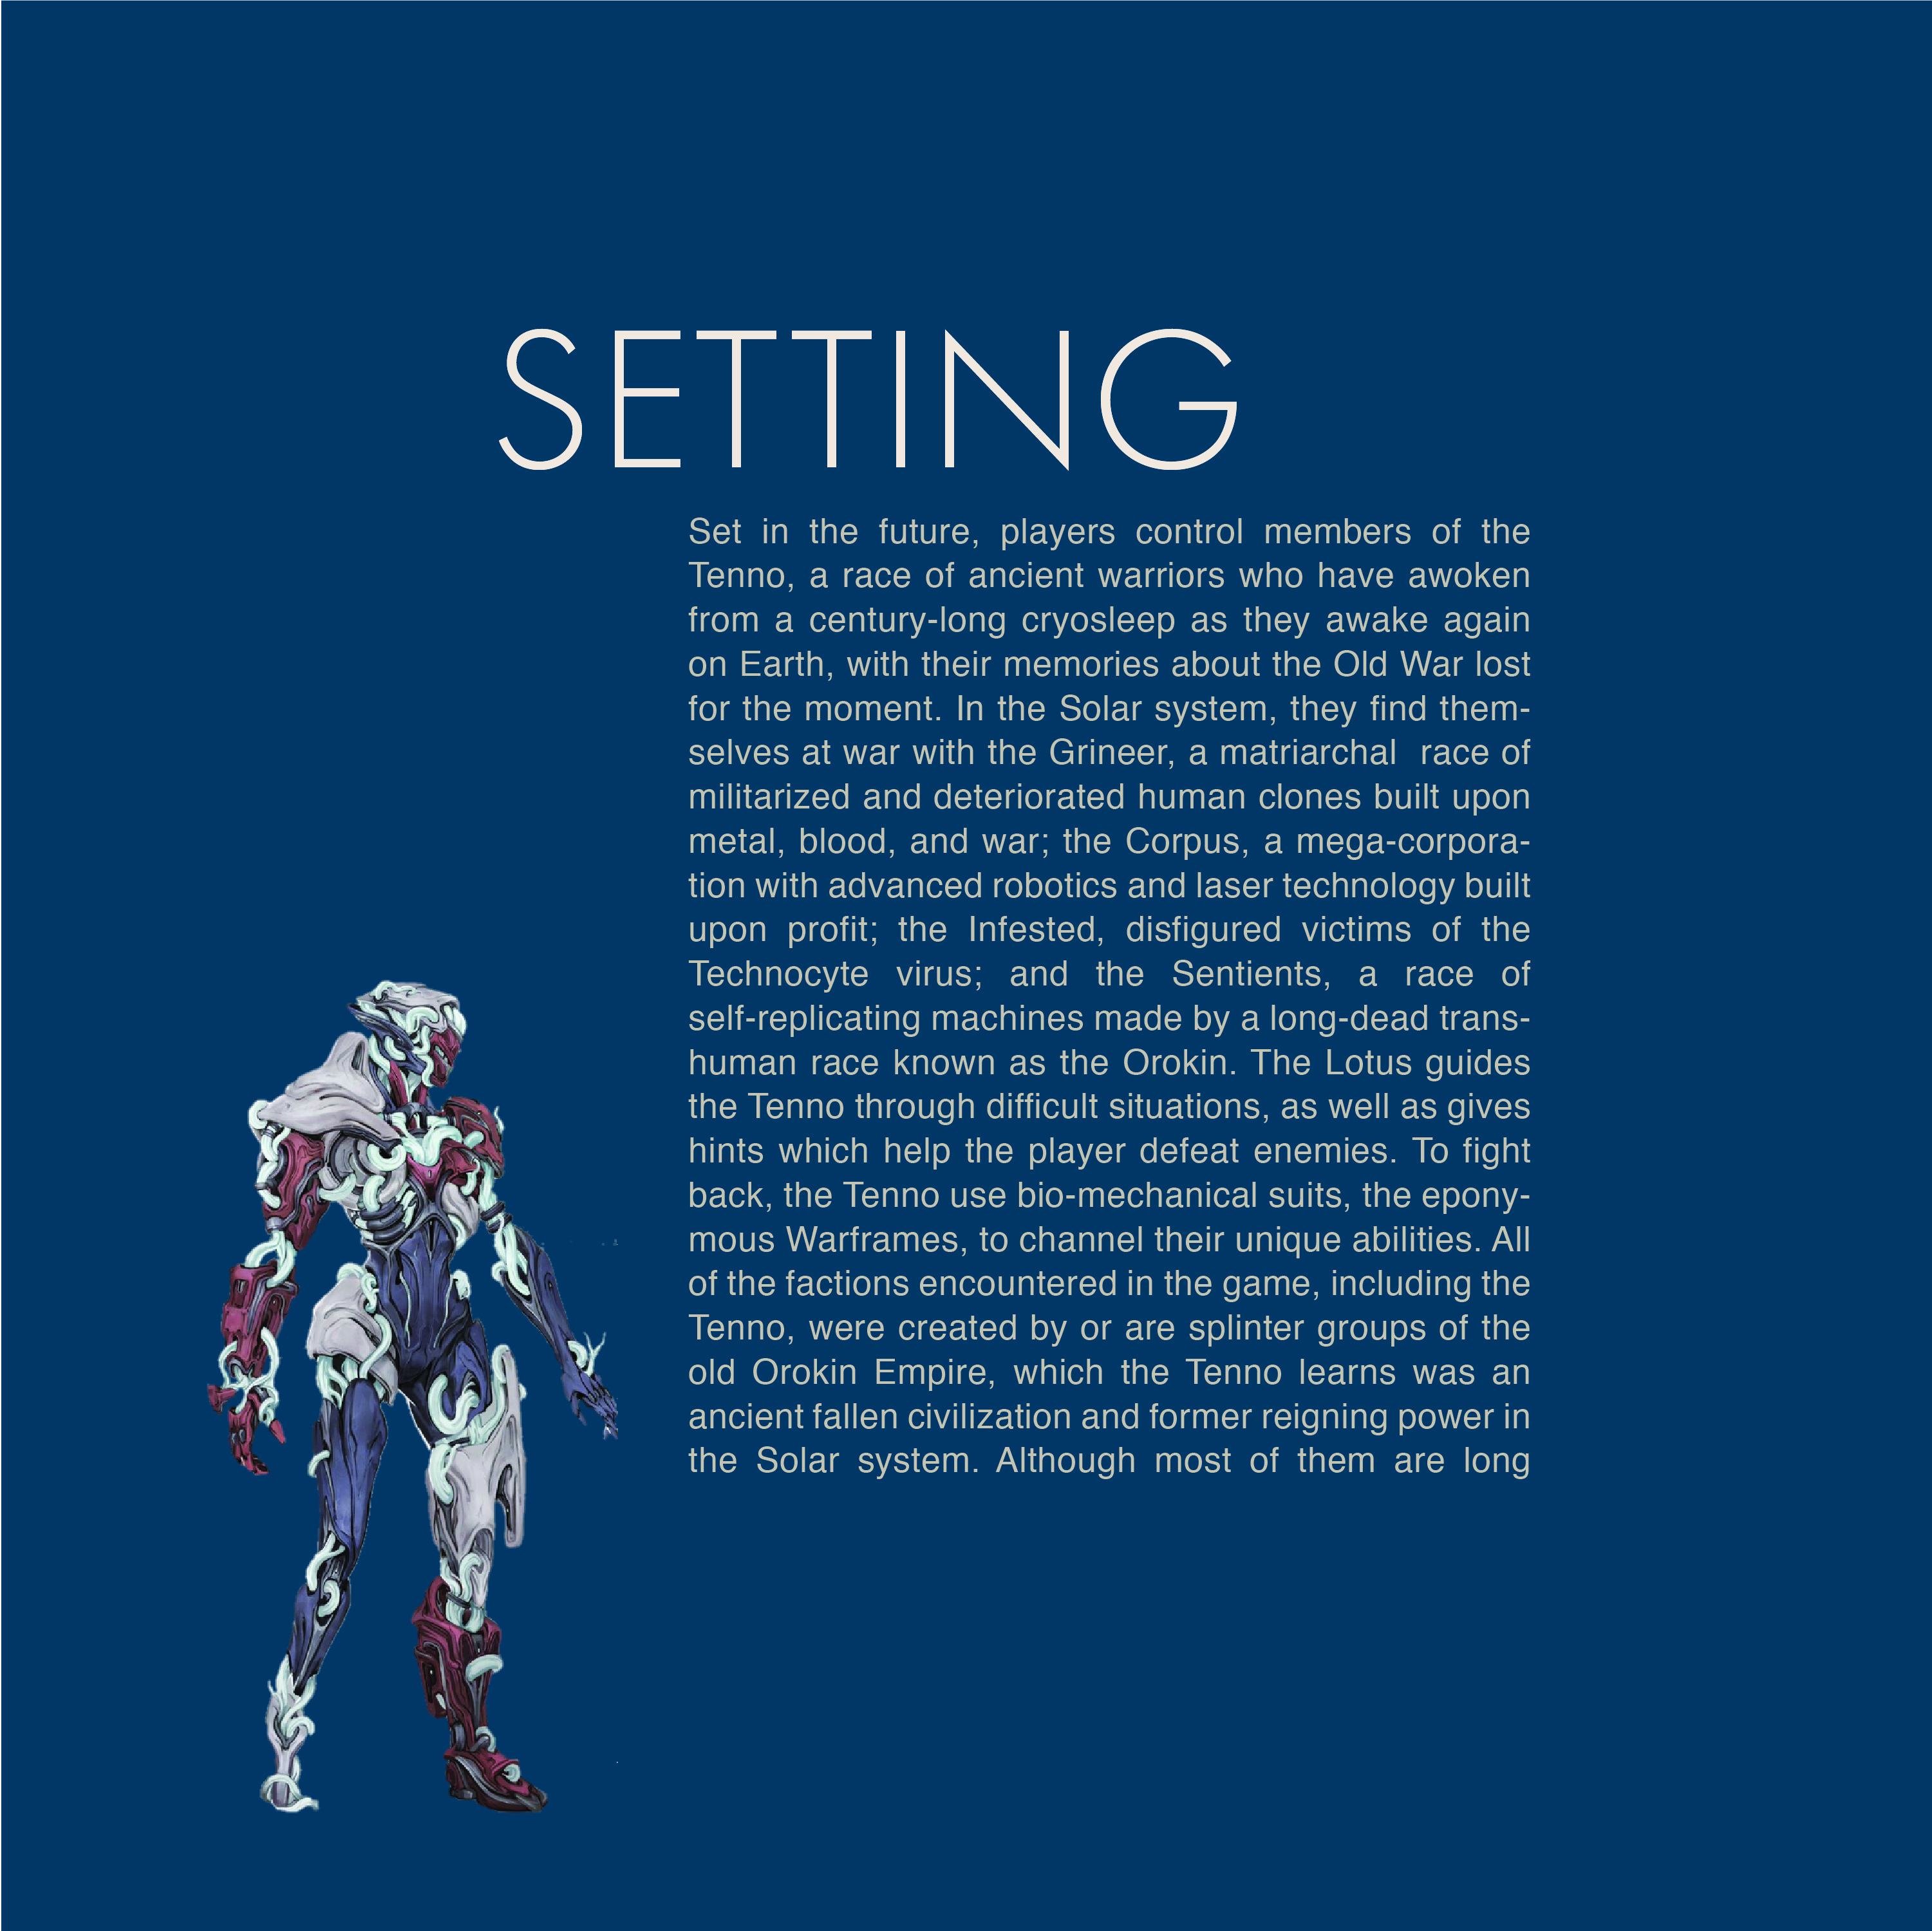 SETTING
Set in the future, players control members of the
Tenno, a race of ancient warriors who have awoken
from a century-long cryosleep as they awake again
on Earth, with their memories about the Old War lost
for the moment. In the Solar system, they find them-
selves at war with the Grineer, a matriarchal  race of
militarized and deteriorated human clones built upon
metal, blood, and war; the Corpus, a mega-corpora-
tion with advanced robotics and laser technology built
upon profit; the Infested, disfigured victims of the
Technocyte virus; and the Sentients, a race of
self-replicating machines made by a long-dead trans-
human race known as the Orokin. The Lotus guides
the Tenno through difficult situations, as well as gives
hints which help the player defeat enemies. To fight
back, the Tenno use bio-mechanical suits, the epony-
mous Warframes, to channel their unique abilities. All
of the factions encountered in the game, including the
Tenno, were created by or are splinter groups of the
old Orokin Empire, which the Tenno learns was an
ancient fallen civilization and former reigning power in
the Solar system. Although most of them are long